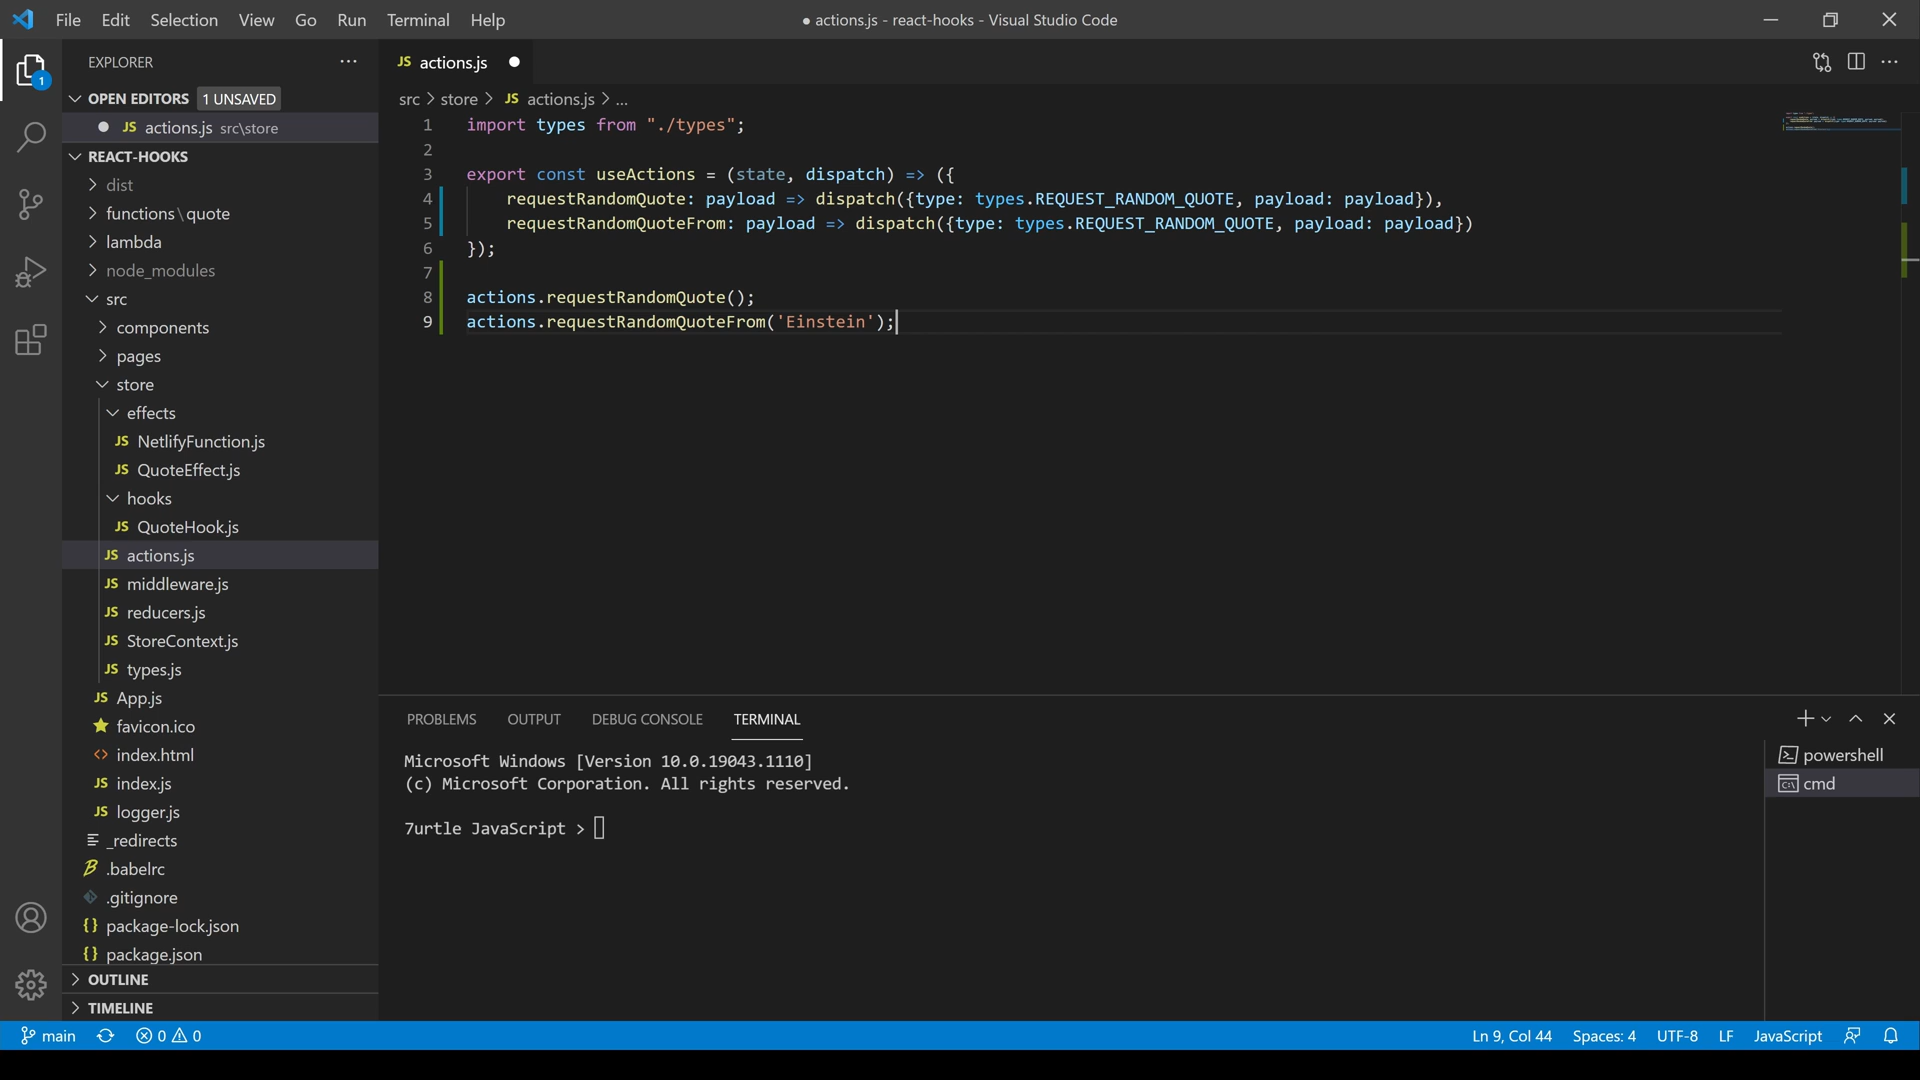 File Edit Selection View Go Run Terminal Help
● actions.js - react-hooks - Visual Studio Code
EXPLORER
OPEN EDITORS 1 UNSAVED
JS actions.js src\store
REACT-HOOKS
dist
functions\quote
lambda
node_modules
src
components
pages
store
effects
JS NetlifyFunction.js
JS QuoteEffect.js
hooks
JS QuoteHook.js
JS actions.js
JS middleware.js
JS reducers.js
JS StoreContext.js
JS types.js
JS App.js
favicon.ico
<> index.html
JS index.js
JS logger.js
_redirects
.babelrc
.gitignore
{} package-lock.json
{} package.json
OUTLINE
TIMELINE
1
JS actions.js
src > store > JS actions.js > ...
1 import types from "./types";
2
3 export const useActions = (state, dispatch) => ({
4 requestRandomQuote: payload => dispatch({type: types.REQUEST_RANDOM_QUOTE, payload: payload}),
5 requestRandomQuoteFrom: payload => dispatch({type: types.REQUEST_RANDOM_QUOTE, payload: payload})
6 });
7
8 actions.requestRandomQuote();
9 actions.requestRandomQuoteFrom('Einstein');
PROBLEMS OUTPUT DEBUG CONSOLE TERMINAL
Microsoft Windows [Version 10.0.19043.1110]
(c) Microsoft Corporation. All rights reserved.
7urtle JavaScript >
powershell
cmd
main 0 0 Ln 9, Col 44 Spaces: 4 UTF-8 LF JavaScript